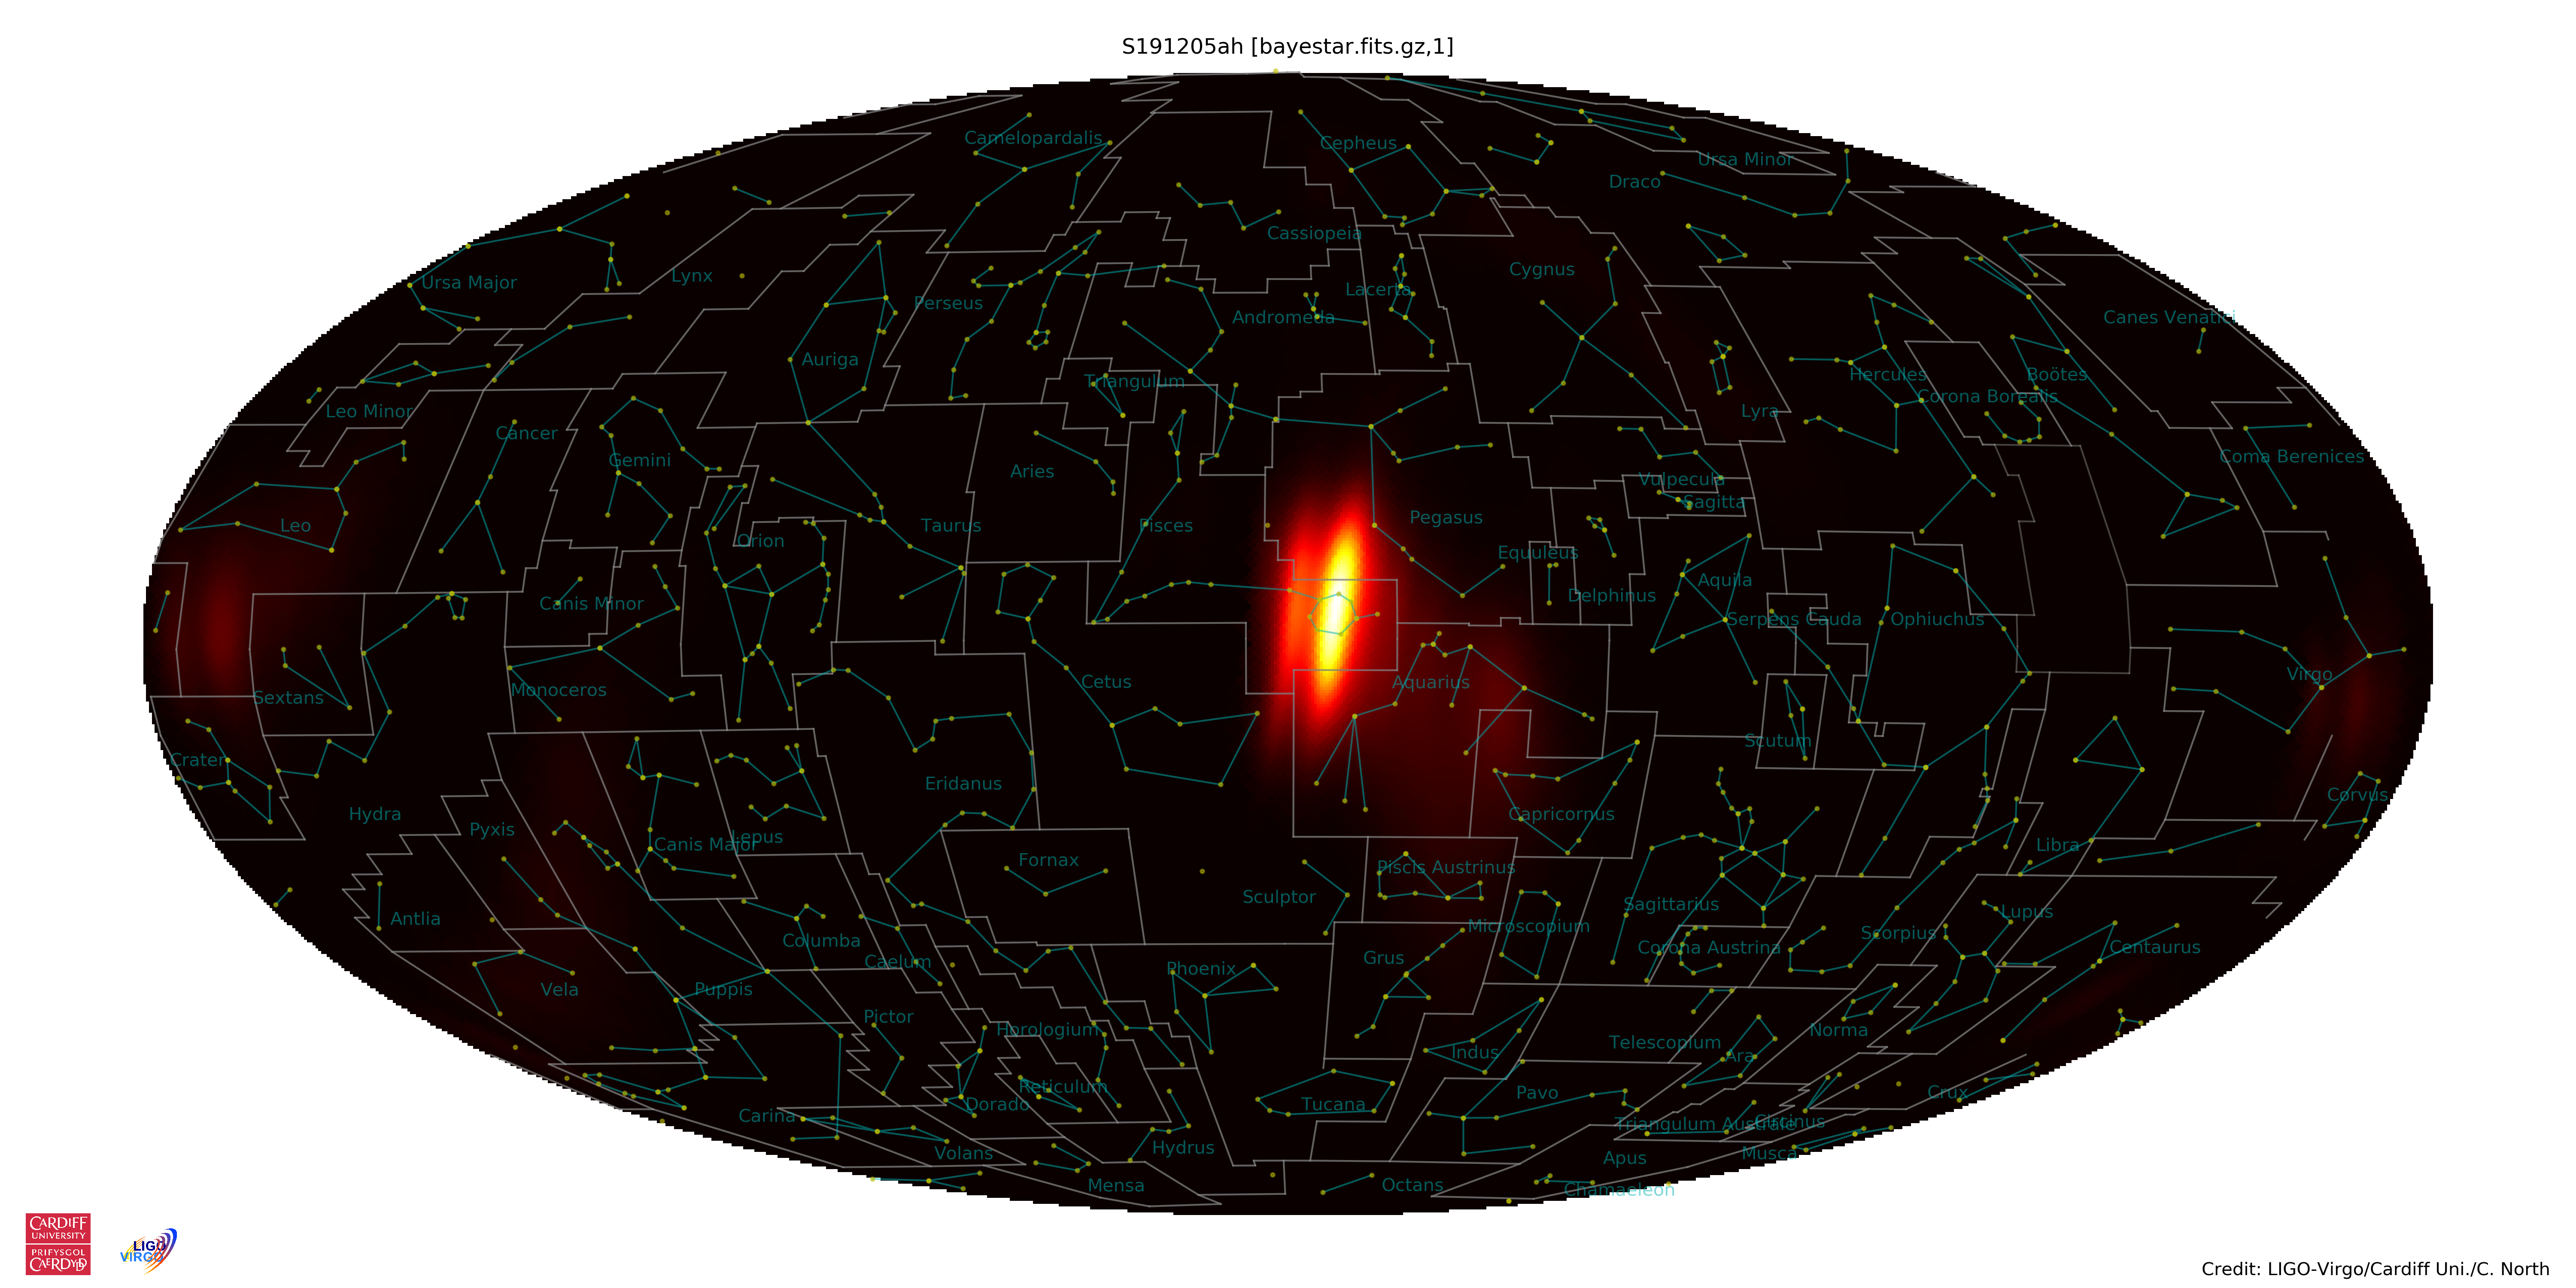 S191205ah [bayestar.fits.gz,1]
Camelopardalis
Cepheus
Ursa Minor
Draco
Cassiopeia
Ursa Major
Lynx
Cygnus
Perseus
Lacerta
Andromeda
Canes Venatici
Auriga
Triangulum
Hercules
Boötes
Corona Borealis
Leo Minor
Lyra
Cancer
Gemini
Aries
Coma Berenices
Vulpecula
Sagitta
Leo
Orion
Taurus
Pisces
Pegasus
Equuleus
Aquila
Canis Minor
Delphinus
Serpens Cauda
Ophiuchus
Sextans
Monoceros
Cetus
Aquarius
Virgo
Crater
Scutum
Eridanus
Corvus
Hydra
Pyxis
Capricornus
Canis Major
Lepus
Libra
Fornax
Piscis Austrinus
Sculptor
Antlia
Sagittarius
Lupus
Columba
Microscopium
Scorpius
Caelum
Grus
Corona Austrina
Centaurus
Phoenix
Vela
Puppis
Pictor
Horologium
Norma
Telescopium
Indus
Ara
Reticulum
Pavo
Crux
Dorado
Tucana
Carina
Triangulum Australe
Circinus
Hydrus
Volans
Apus
Musca
Mensa
Octans
Chamaeleon
CARDIFF
UNIVERSITY
PRIFYSGOL
CAERDYDD
LIGO
VIRGO
Credit: LIGO-Virgo/Cardiff Uni./C. North